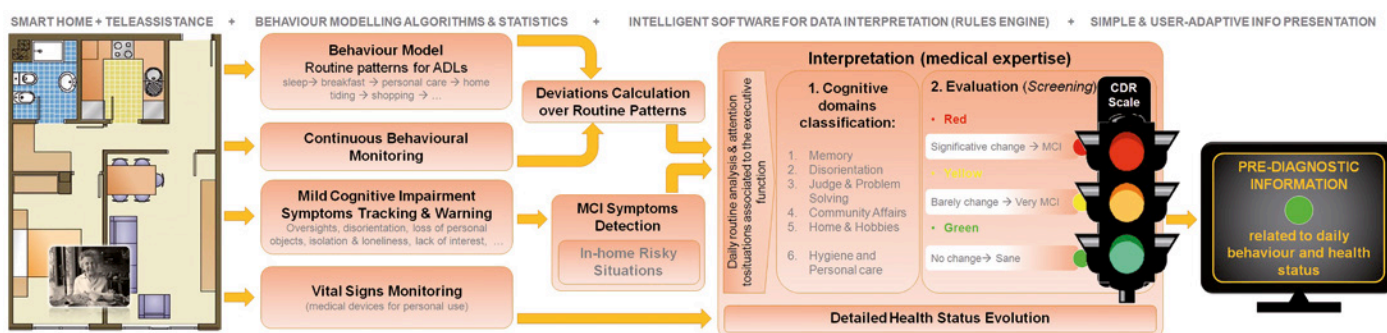 SMART HOME + TELEASSISTANCE + BEHAVIOUR MODELLING ALGORITHMS & STATISTICS + INTELLIGENT SOFTWARE FOR DATA INTERPRETATION (RULES ENGINE) + SIMPLE & USER-ADAPTIVE INFO PRESENTATION
Behaviour Model
Routine patterns for ADLs
sleep→ breakfast → personal care → home
tiding → shopping → ...
Continuous Behavioural
Monitoring
Mild Cognitive Impairment
Symptoms Tracking & Warning
Oversights, disorientation, loss of personal
objects, isolation & loneliness, lack of interest, ...
Vital Signs Monitoring
(medical devices for personal use)
Deviations Calculation
over Routine Patterns
MCI Symptoms
Detection
In-home Risky
Situations
Interpretation (medical expertise)
Daily routine analysis & attention
tosituations associated to the executive
function
1. Cognitive
domains
classification:
1. Memory
2. Disorientation
3. Judge & Problem
Solving
4. Community Affairs
5. Home & Hobbies
6. Hygiene and
Personal care
2. Evaluation (Screening)
• Red
Significative change → MCI
• Yellow
Barely change → Very MCI
• Green
No change→ Sane
CDR
Scale
Detailed Health Status Evolution
PRE-DIAGNOSTIC
INFORMATION
related to daily
behaviour and health
status